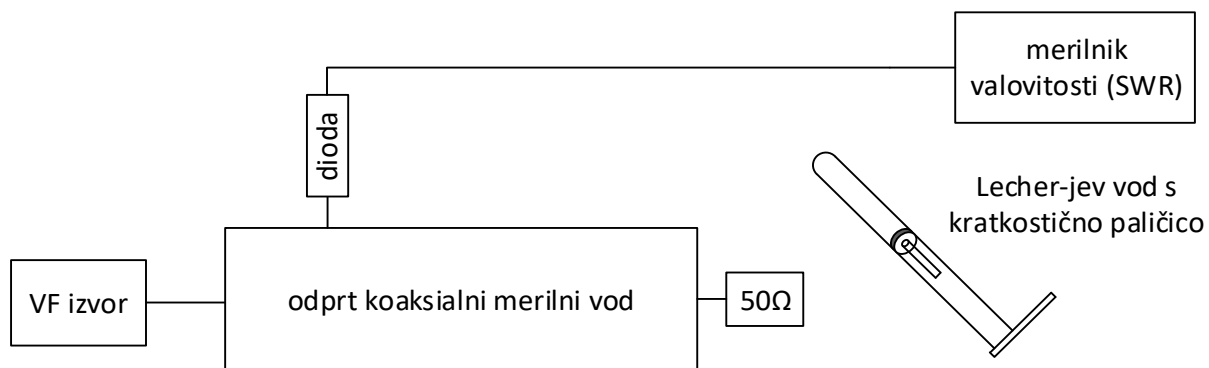 merilnik
valovitosti (SWR)
dioda
Lecher-jev vod s
kratkostično paličico
VF izvor
odprt koaksialni merilni vod
50Ω